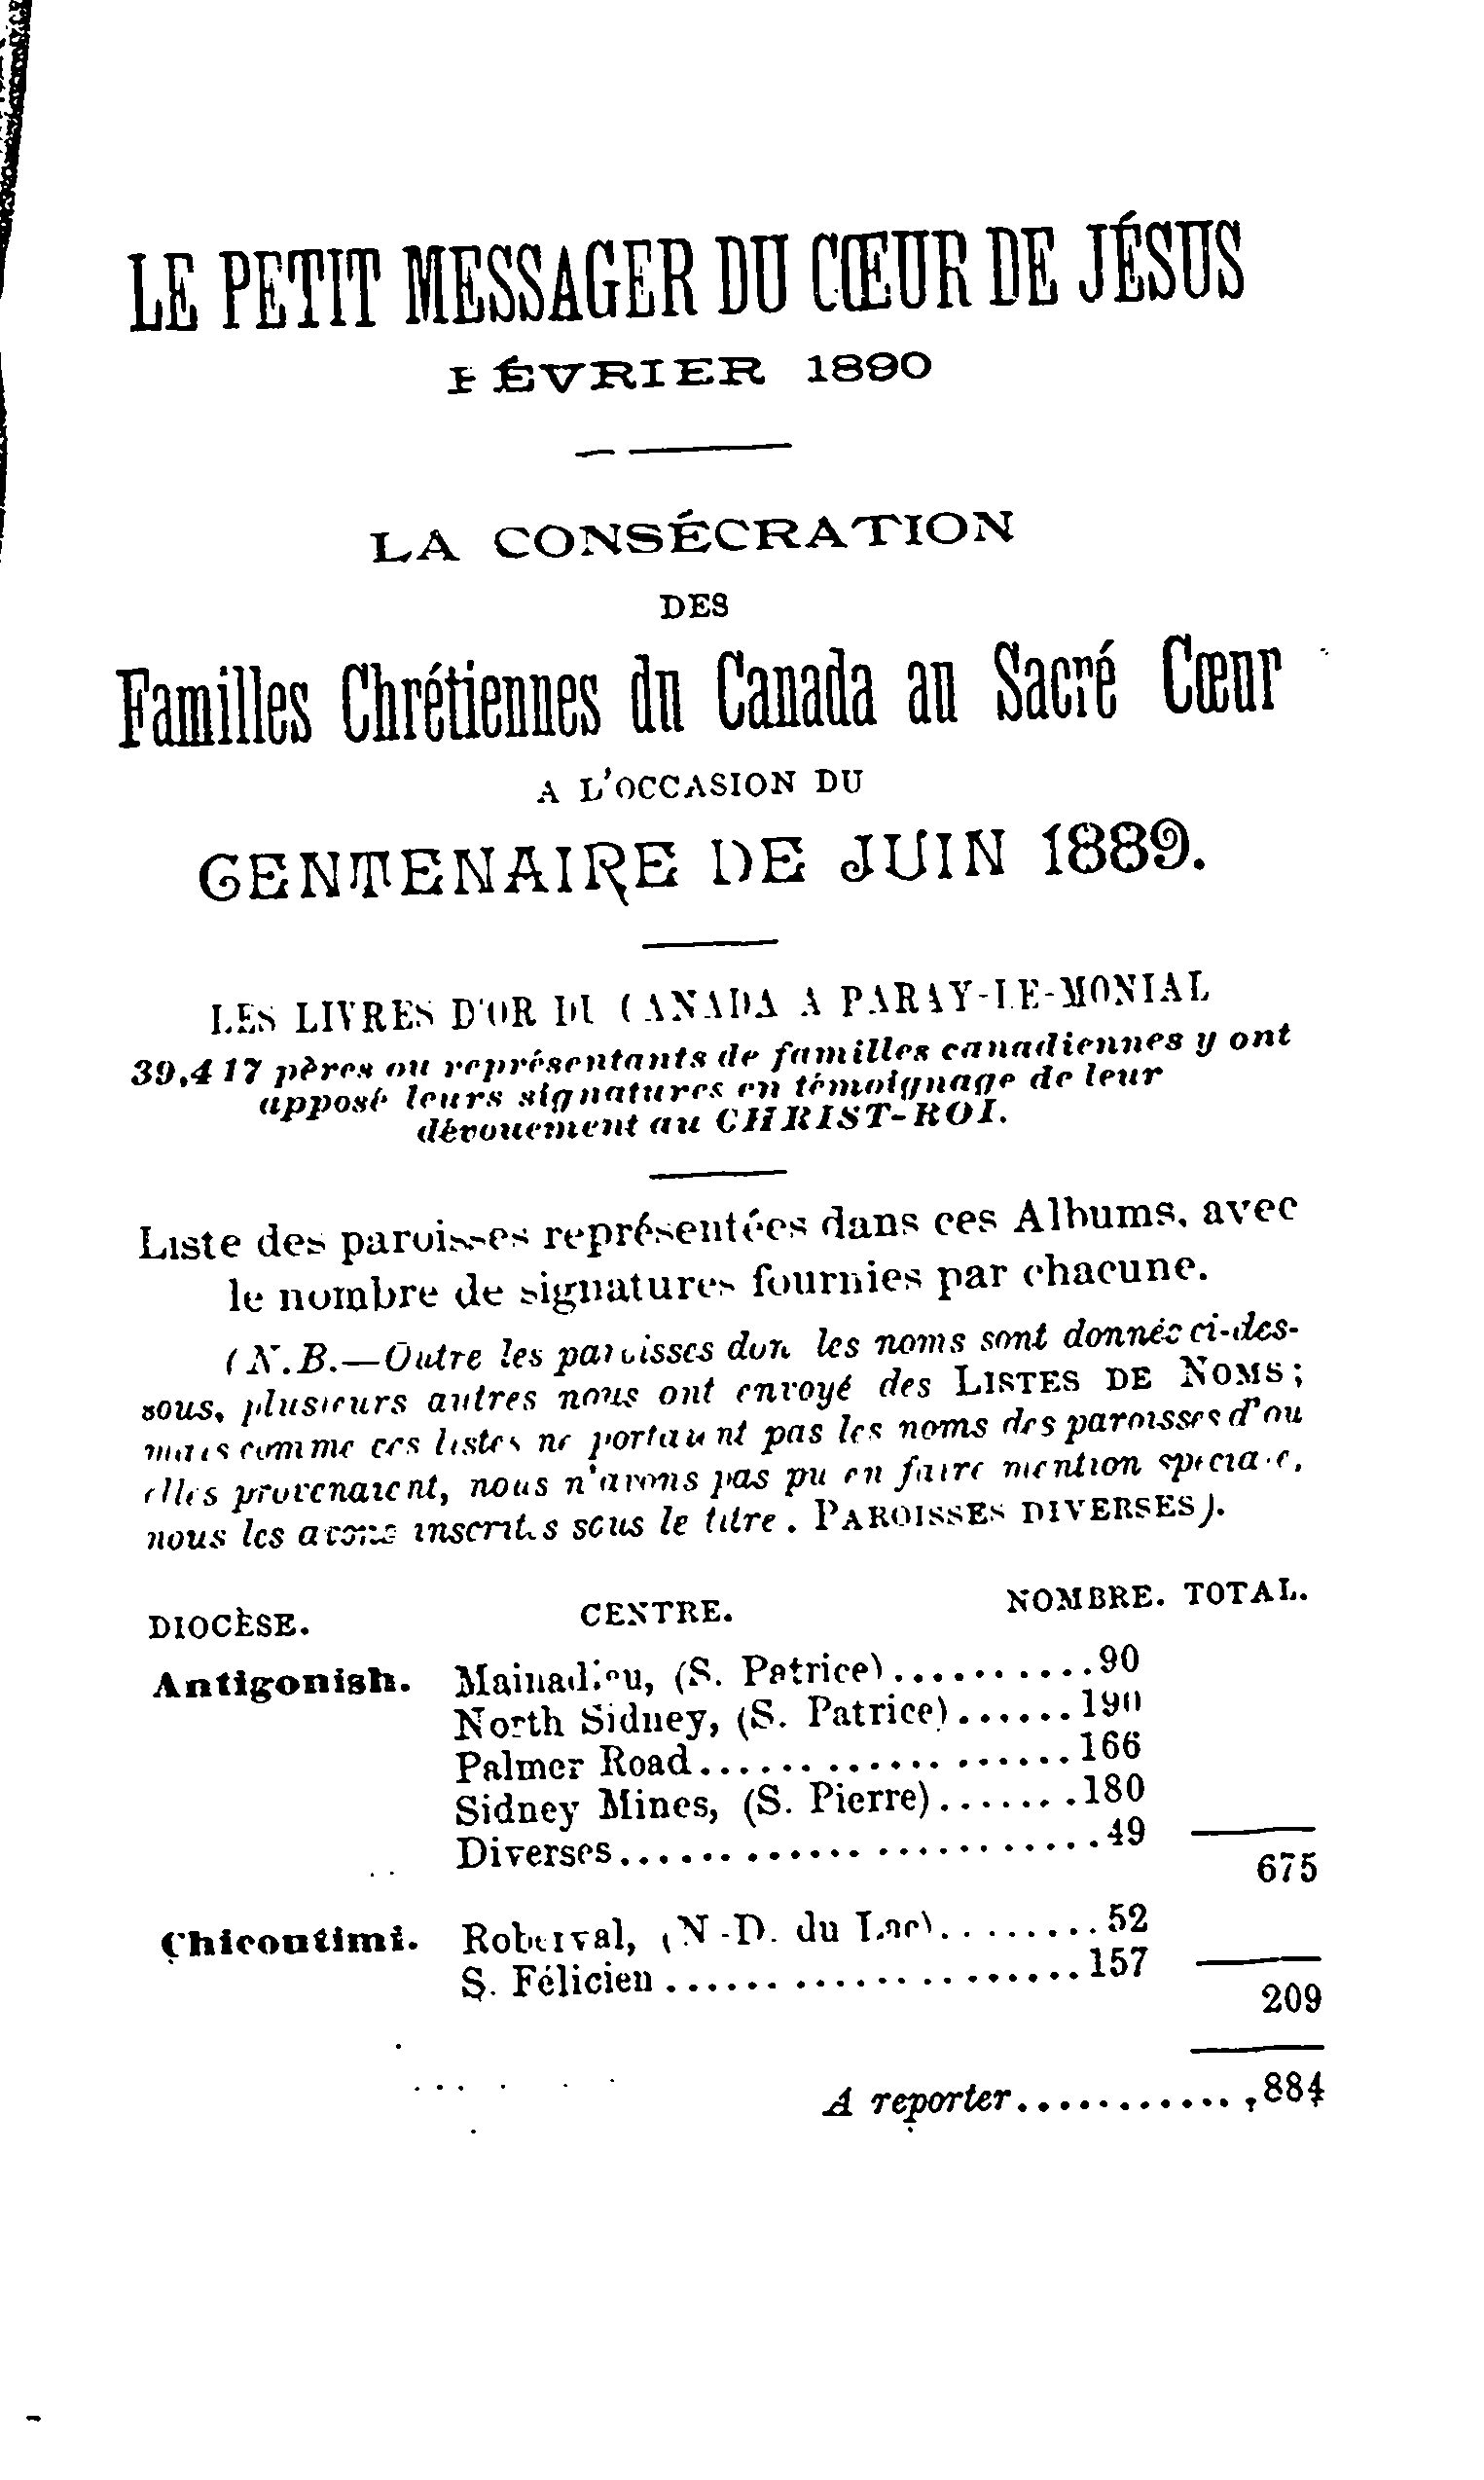 LE PETIT MESSAGER DU CŒUR DE JÉSUS
FÉVRIER 1890
LA CONSÉCRATION
DES
Familles Chrétiennes du Canada au Sacré Cœur
A L'OCCASION DU
CENTENAIRE DE JUIN 1889.
LES LIVRES D'OR DU CANADA A PARAY-LE-MONIAL
39,417 pères ou représentants de familles canadiennes y ont
apposé leurs signatures en témoignage de leur
dévouement au CHRIST-ROI.
Liste des paroisses représentées dans ces Albums, avec
le nombre de signatures fournies par chacune.
(N.B.—Outre les paroisses don les noms sont donnés ci-des-
sous, plusieurs autres nous ont envoyé des LISTES DE NOMS;
mais comme ces listes ne portaient pas les noms des paroisses d'ou
elles provenaient, nous n'avons pas pu en faire mention speciale,
nous les avons inscrites sous le titre. PAROISSES DIVERSES).
DIOCÈSE. CENTRE. NOMBRE. TOTAL.
Antigonish. Mainadieu, (S. Patrice)..........90
North Sidney, (S. Patrice)......190
Palmer Road..................166
Sidney Mines, (S. Pierre).......180
Diverses........................49
675
Chicoutimi. Roberval, (N-D. du Lac)........52
S. Félicien.....................157
209
A reporter...........,884